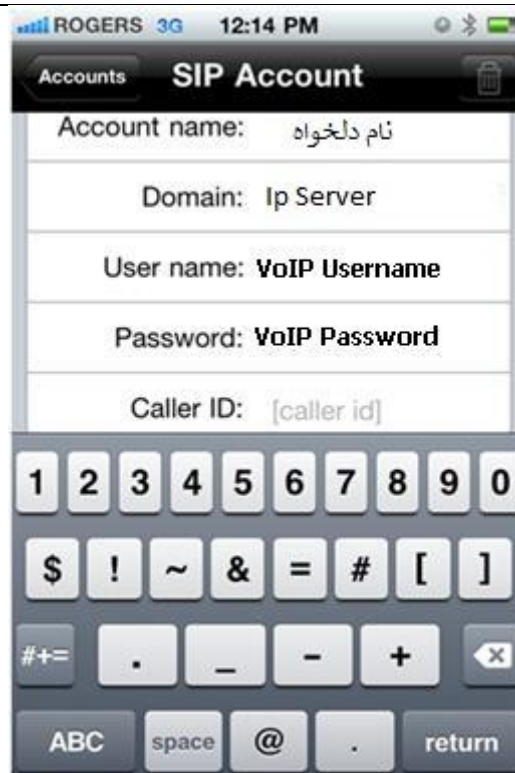 ROGERS 3G 12:14 PM
Accounts SIP Account
Account name: نام دلخواه
Domain: Ip Server
User name: VoIP Username
Password: VoIP Password
Caller ID: [caller id]
1 2 3 4 5 6 7 8 9 0
$ ! ~ & = # [ ]
#+= . _ - +
ABC space @ . return